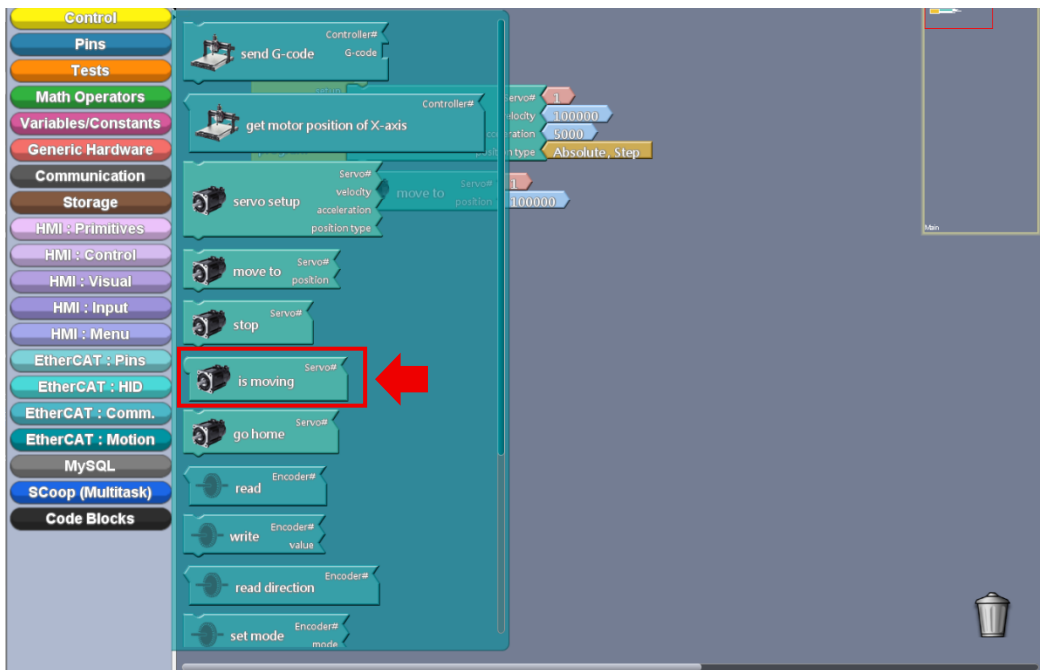 Control
Pins
Tests
Math Operators
Variables/Constants
Generic Hardware
Communication
Storage
HMI : Primitives
HMI : Control
HMI : Visual
HMI : Input
HMI : Menu
EtherCAT : Pins
EtherCAT : HID
EtherCAT : Comm.
EtherCAT : Motion
MySQL
SCoop (Multitask)
Code Blocks
send G-code
Controller#
G-code
get motor position of X-axis
Controller#
servo setup
Servo#
velocity
acceleration
position type
move to
Servo#
position
stop
Servo#
is moving
Servo#
go home
Servo#
read
Encoder#
write
Encoder#
value
read direction
Encoder#
set mode
Encoder#
mode
1
100000
5000
Absolute, Step
move to
Servo#
position
1
100000
Main